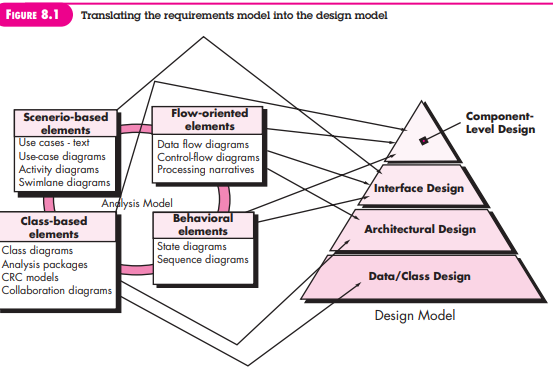 FIGURE 8.1 Translating the requirements model into the design model
Scenerio-based
elements
Use cases - text
Use-case diagrams
Activity diagrams
Swimlane diagrams
Flow-oriented
elements
Data flow diagrams
Control-flow diagrams
Processing narratives
Analysis Model
Class-based
elements
Class diagrams
Analysis packages
CRC models
Collaboration diagrams
Behavioral
elements
State diagrams
Sequence diagrams
Component-
Level Design
Interface Design
Architectural Design
Data/Class Design
Design Model